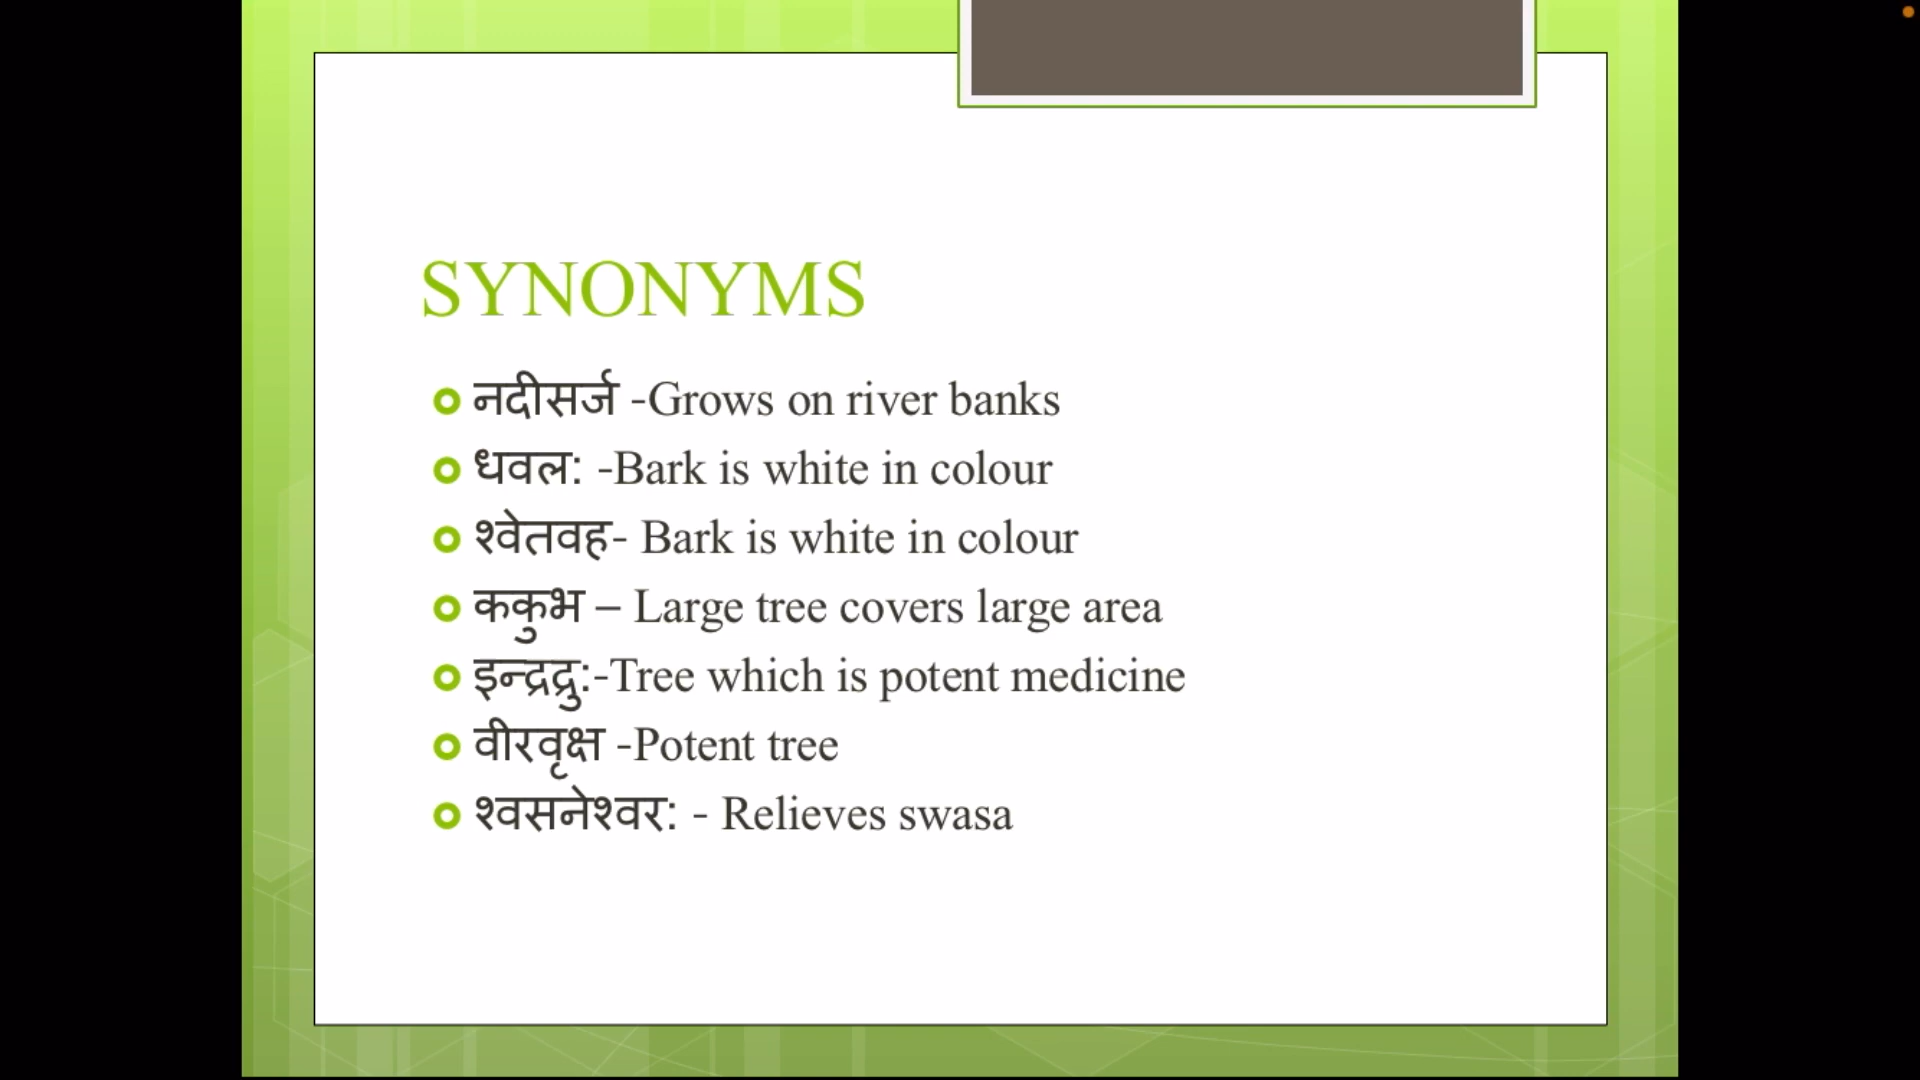 SYNONYMS
नदीसर्ज -Grows on river banks
धवल: -Bark is white in colour
श्वेतवह- Bark is white in colour
ककुभ – Large tree covers large area
इन्द्रद्रु:-Tree which is potent medicine
वीरवृक्ष -Potent tree
श्वसनेश्वर: - Relieves swasa